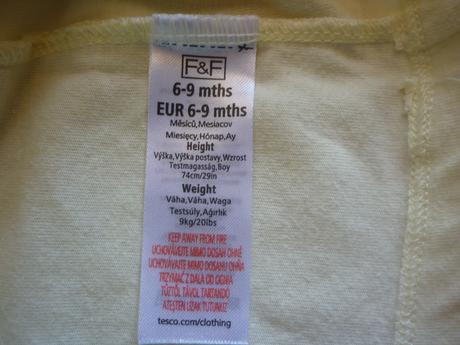 F&F
6-9 mths
EUR 6-9 mths
Měsíců,Mesiacov
Miesięcy,Hónap,Ay
Height
Výška,Výška postavy,Wzrost
Testmagasság,Boy
74cm/29in
Weight
Váha,Váha,Waga
Testsúly,Ağırlık
9kg/20lbs
KEEP AWAY FROM FIRE
UCHOVÁVEJTE MIMO DOSAH OHNĚ
UCHOVÁVAJTE MIMO DOSAHU OHŇA
TRZYMAĆ Z DALA OD OGNIA
TŰZTŐL TÁVOL TARTANDÓ
ATEŞTEN UZAK TUTUNUZ
tesco.com/clothing